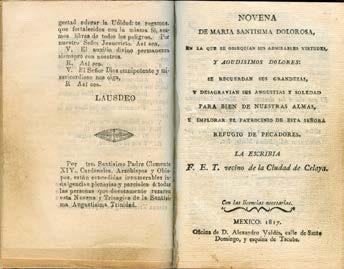 gestad adorar la Unidad: te rogamos,
que fortalecidos con la misma fé, sea-
mos libres de todos los peligros. Por
nuestro Señor Jesucristo. Así sea.
V. El auxilio divino permanezca
siempre con nosotros.
R. Así sea.
V. El Señor Dios omnipotente y mi-
sericordioso nos oiga.
R. Así sea.
LAUSDEO
Por tro. Santísimo Padre Clemente
XIV, Cardenales, Arzobispos y Obis-
pos, están concedidas innumerables in-
dulgencias plenarias y parciales á todas
las personas que devotamente rezaren
esta Novena y Trisagio de la Santísi-
ma Augustísima Trinidad.
NOVENA
DE MARIA SANTISIMA DOLOROSA,
EN LA QUE SE OBSEQUIAN SUS ADMIRABLES VIRTUDES,
Y AGUDISIMOS DOLORES:
SE RECUERDAN SUS GRANDEZAS,
Y DESAGRAVIAN SUS ANGUSTIAS Y SOLEDAD
PARA BIEN DE NUESTRAS ALMAS,
Y IMPLORAR EL PATROCINIO DE ESTA SEÑORA
REFUGIO DE PECADORES.
LA ESCRIBIA
F. E. T. vecino de la Ciudad de Celaya.
Con las licencias necesarias.
MEXICO: 1817.
Oficina de D. Alexandro Valdés, calle de Santo
Domingo, y esquina de Tacuba.